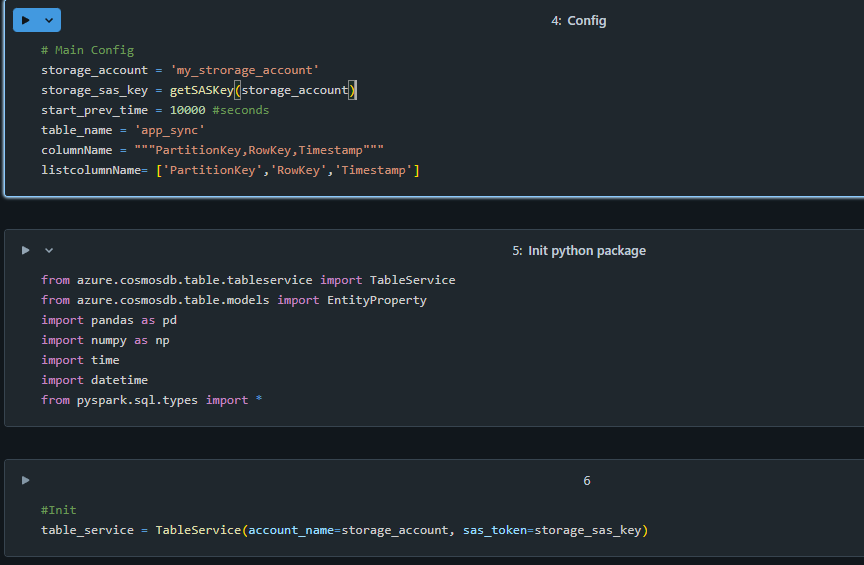 4: Config
# Main Config
storage_account = 'my_strorage_account'
storage_sas_key = getSASKey(storage_account)
start_prev_time = 10000 #seconds
table_name = 'app_sync'
columnName = """PartitionKey,RowKey,Timestamp"""
listcolumnName= ['PartitionKey','RowKey','Timestamp']
5: Init python package
from azure.cosmosdb.table.tableservice import TableService
from azure.cosmosdb.table.models import EntityProperty
import pandas as pd
import numpy as np
import time
import datetime
from pyspark.sql.types import *
6
#Init
table_service = TableService(account_name=storage_account, sas_token=storage_sas_key)